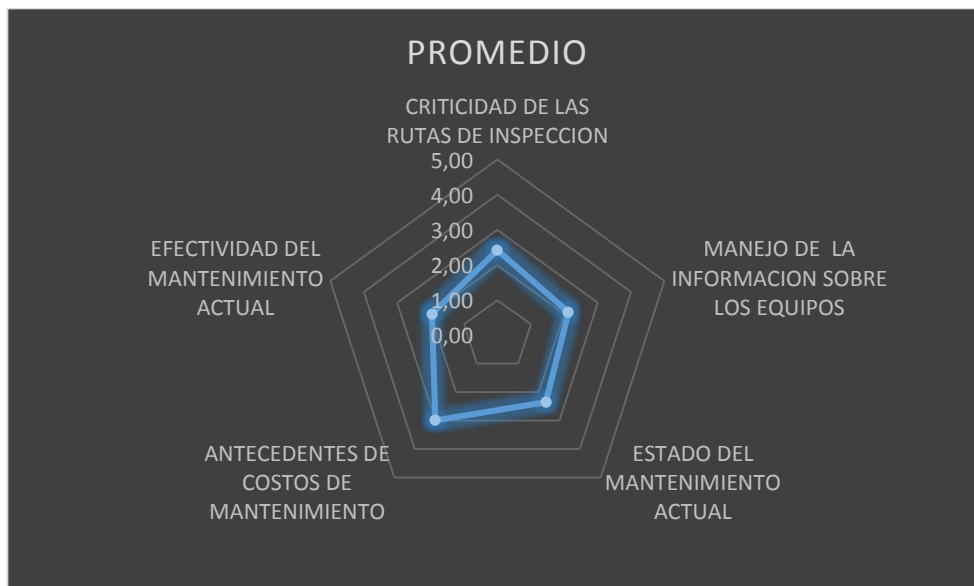 PROMEDIO
CRITICIDAD DE LAS
RUTAS DE INSPECCION
5,00
4,00
3,00
2,00
1,00
0,00
MANEJO DE LA
INFORMACION SOBRE
LOS EQUIPOS
ESTADO DEL
MANTENIMIENTO
ACTUAL
ANTECEDENTES DE
COSTOS DE
MANTENIMIENTO
EFECTIVIDAD DEL
MANTENIMIENTO
ACTUAL